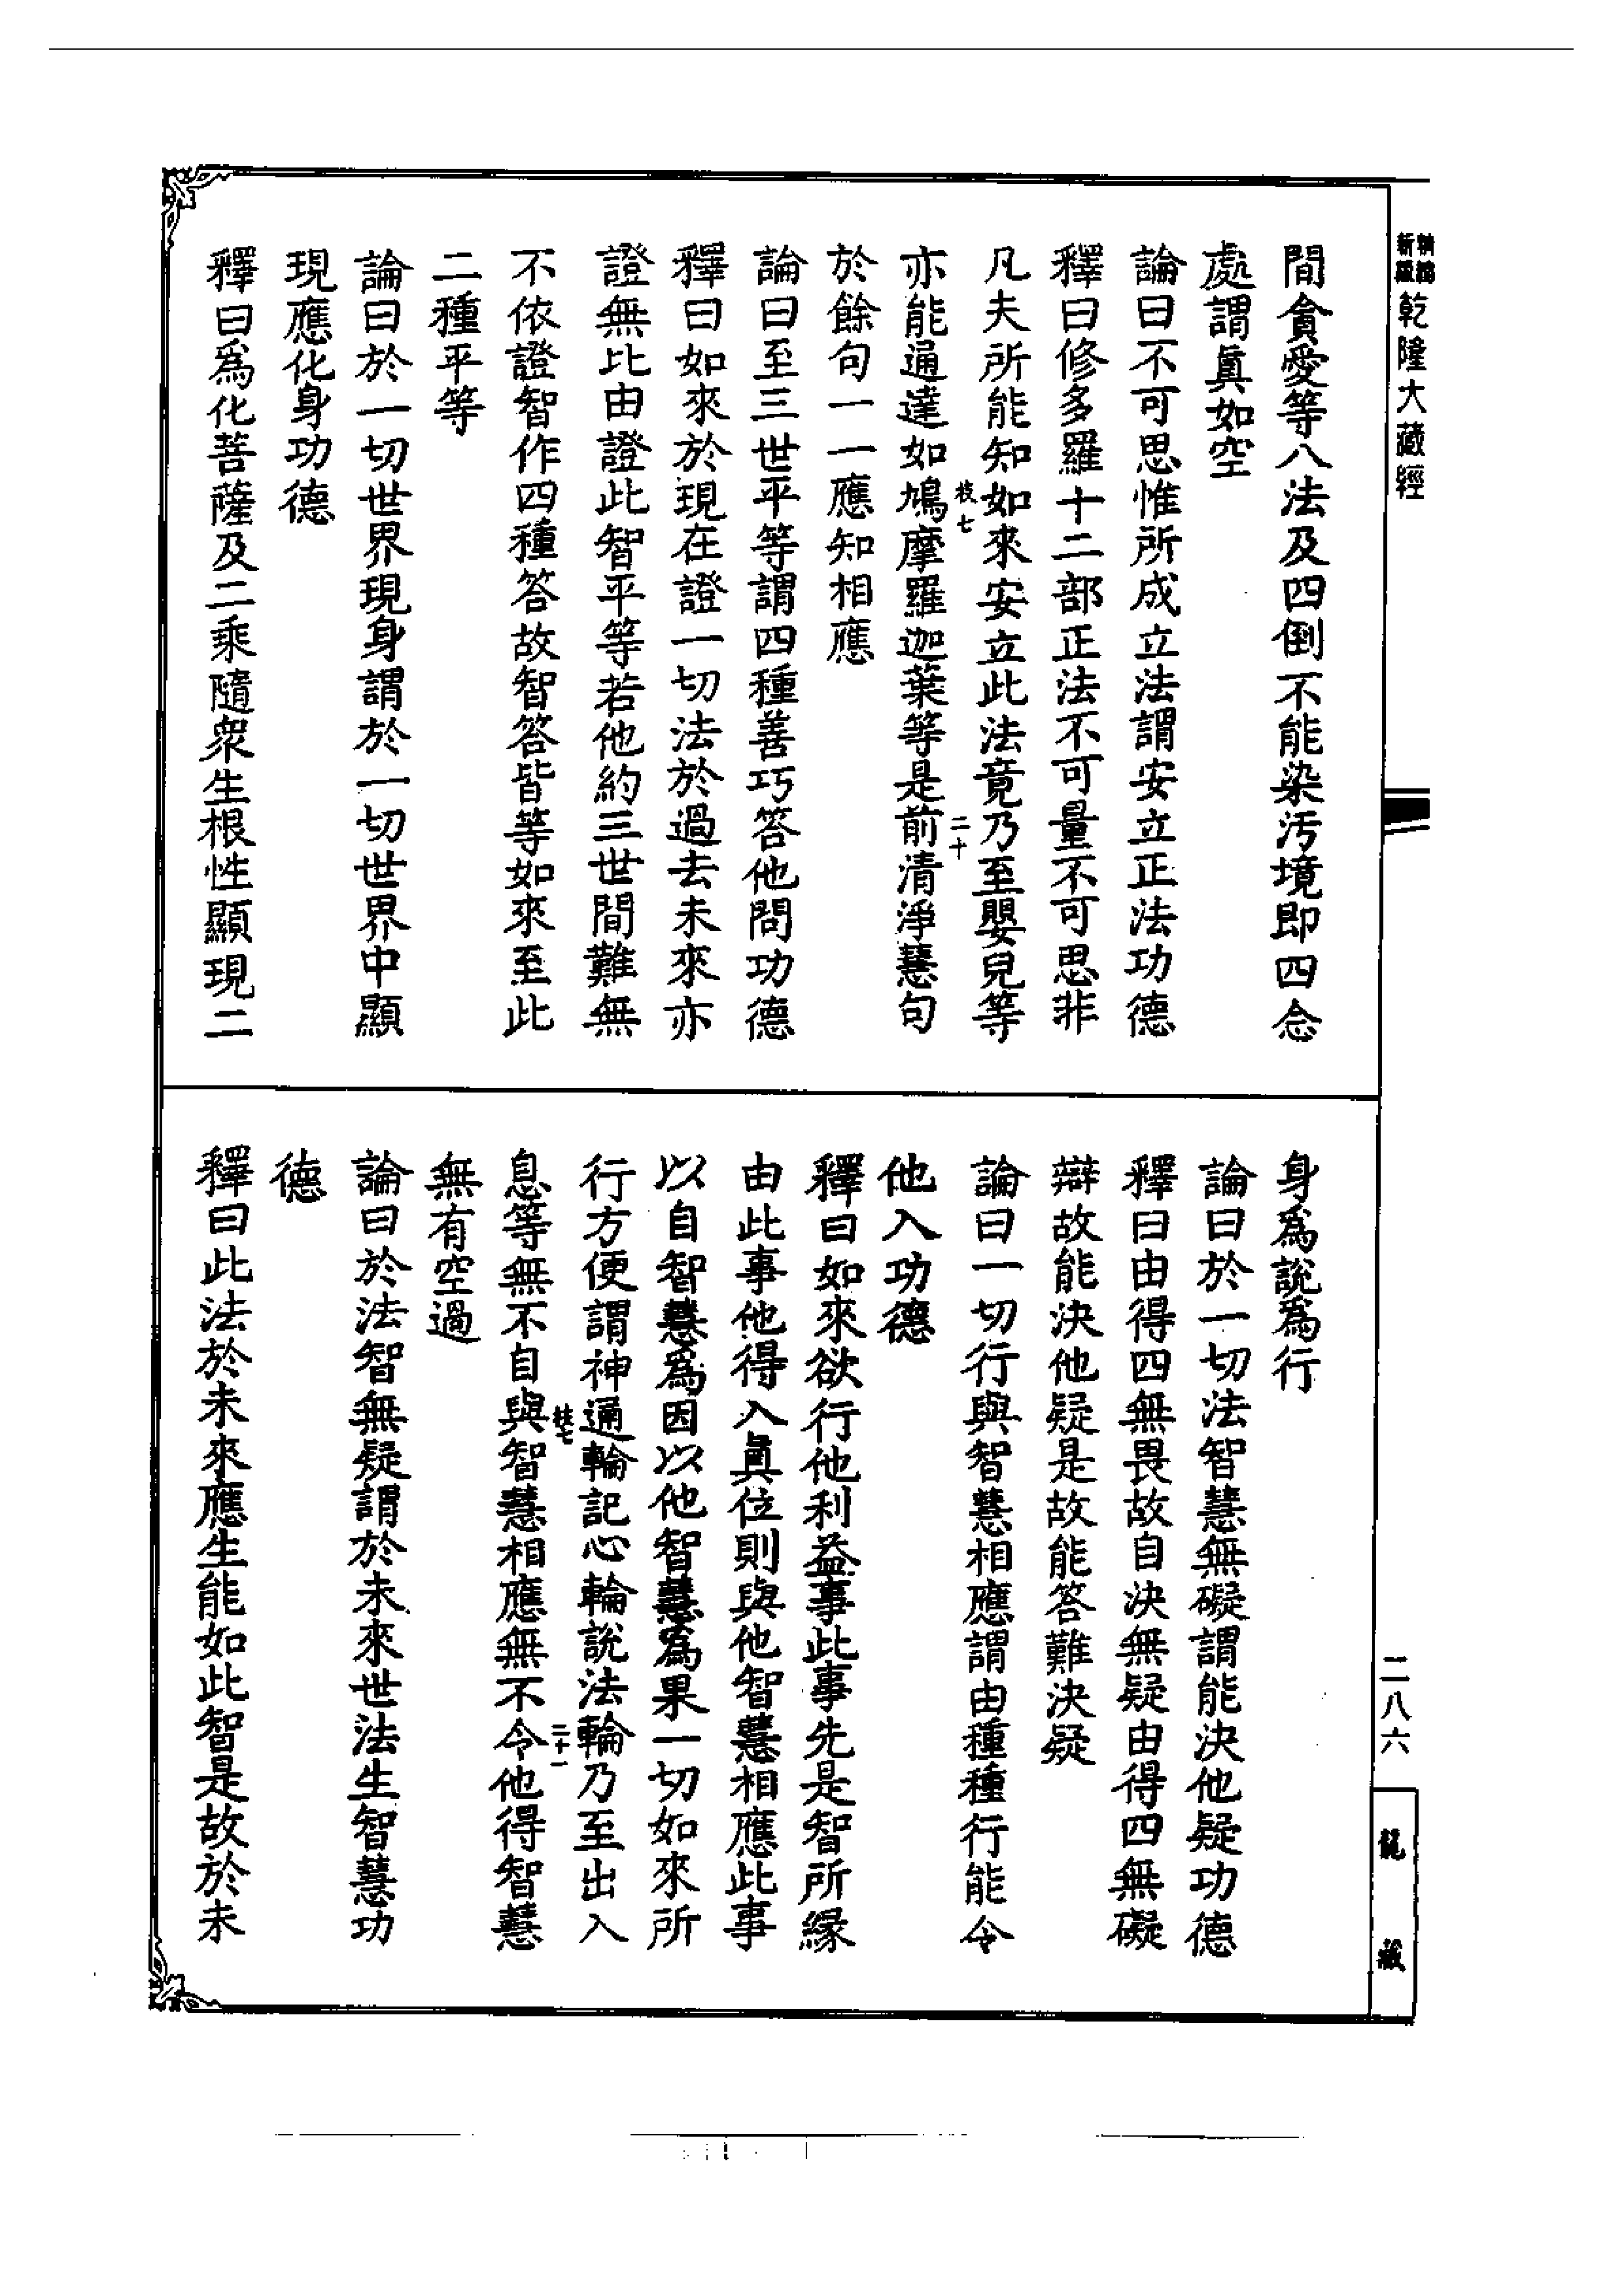 新編
縮版
乾隆大藏經
間貪愛等八法及四倒不能染汚境即四念
處謂眞如空
論曰不可思惟所成立法謂安立正法功德
釋曰修多羅十二部正法不可量不可思非
凡夫所能知如來安立此法竟乃至嬰兒等
枝七
二十
亦能通達如鳩摩羅迦葉等是前清淨慧句
於餘句一一應知相應
論曰至三世平等謂四種善巧答他問功德
釋曰如來於現在證一切法於過去未來亦
證無比由證此智平等若他約三世間難無
不依證智作四種答故智答皆等如來至此
二種平等
論曰於一切世界現身謂於一切世界中顯
現應化身功德
釋曰爲化菩薩及二乘隨衆生根性顯現二
身爲說爲行
論曰於一切法智慧無礙謂能決他疑功德
釋曰由得四無畏故自決無疑由得四無礙
辯故能決他疑是故能答難決疑
論曰一切行與智慧相應謂由種種行能令
他入功德
釋曰如來欲行他利益事此事先是智所緣
由此事他得入眞位則與他智慧相應此事
以自智慧爲因以他智慧爲果一切如來所
行方便謂神通輪記心輪說法輪乃至出入
枝七
二十一
息等無不自與智慧相應無不令他得智慧
無有空過
論曰於法智無疑謂於未來世法生智慧功
德
釋曰此法於未來應生能如此智是故於未
二八六
龍藏